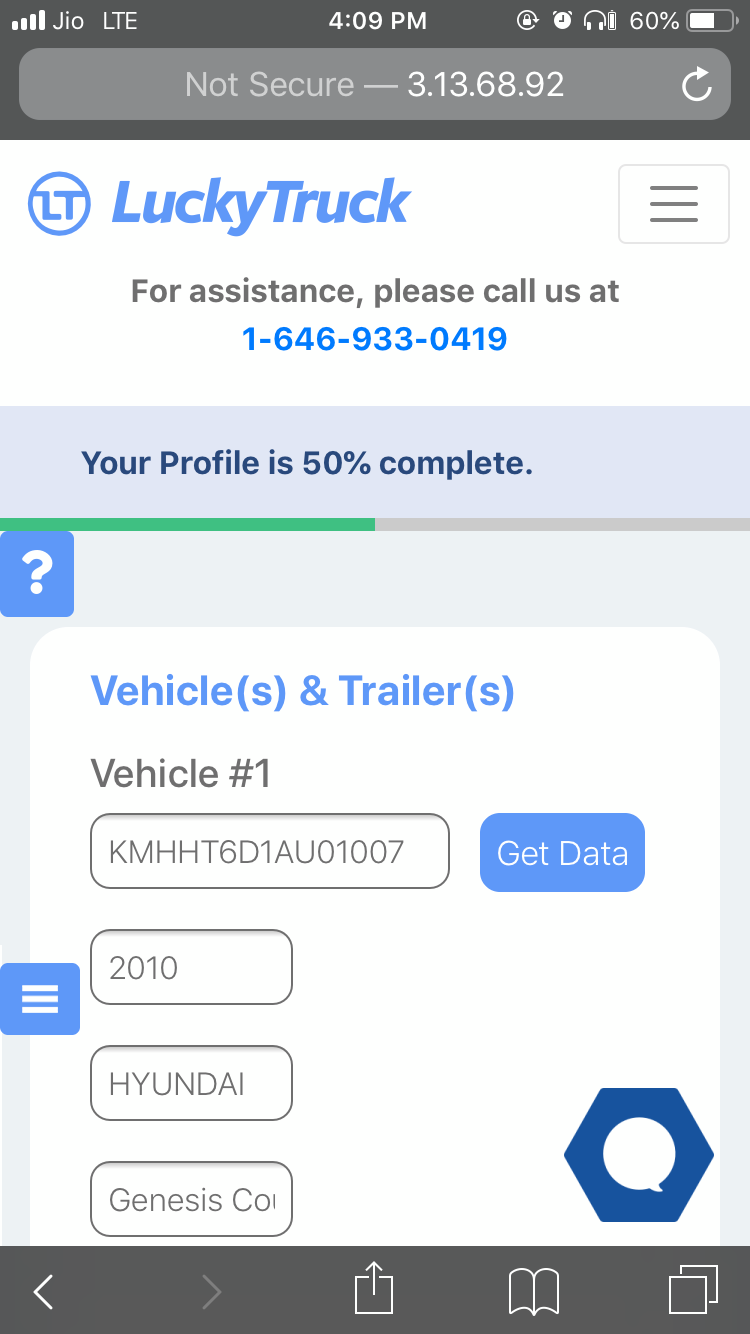 Jio LTE 4:09 PM 60%
Not Secure — 3.13.68.92
LT LuckyTruck
For assistance, please call us at
1-646-933-0419
Your Profile is 50% complete.
?
Vehicle(s) & Trailer(s)
Vehicle #1
KMHHT6D1AU01007 Get Data
2010
HYUNDAI
Genesis Cou